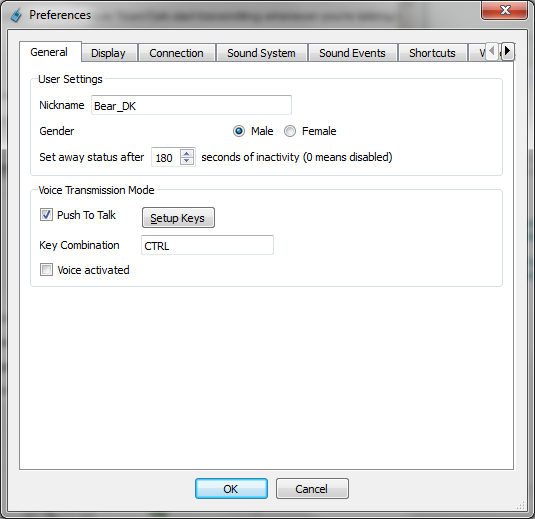 Preferences
General Display Connection Sound System Sound Events Shortcuts
User Settings
Nickname Bear_DK
Gender Male Female
Set away status after 180 seconds of inactivity (0 means disabled)
Voice Transmission Mode
Push To Talk Setup Keys
Key Combination CTRL
Voice activated
OK Cancel